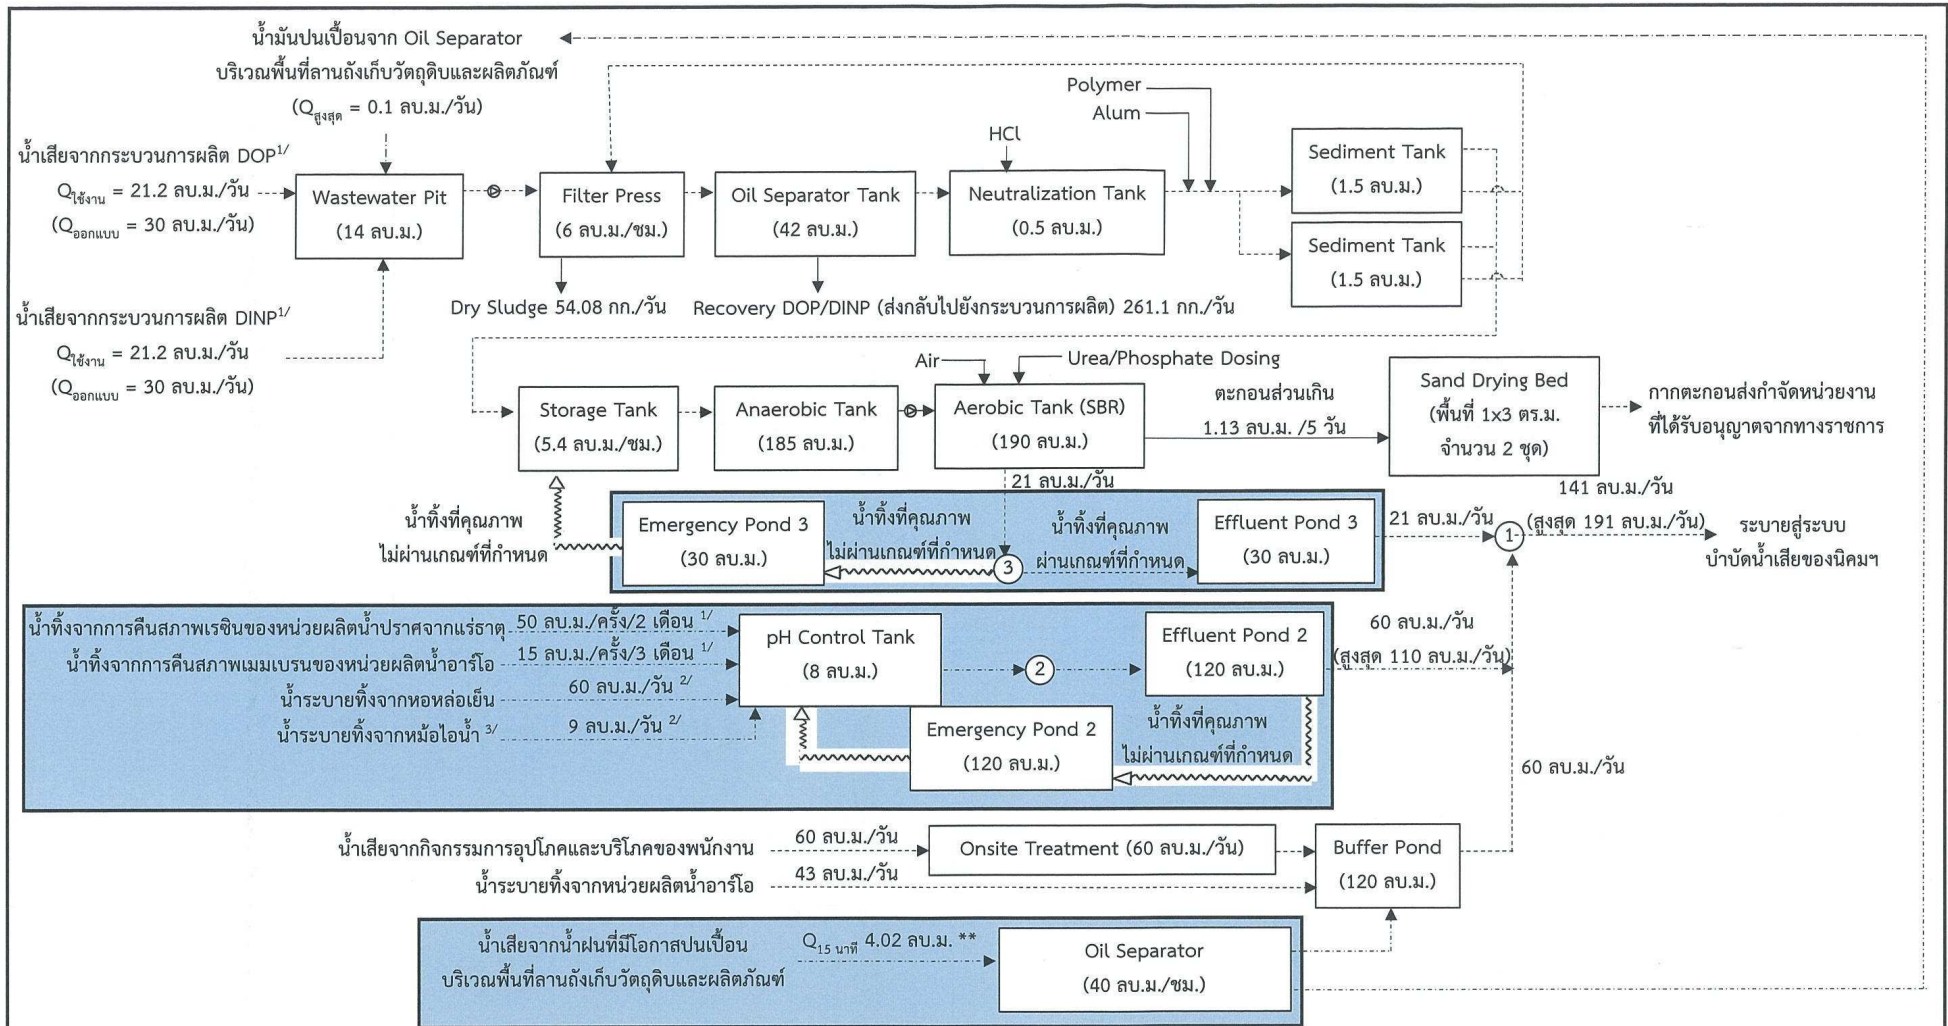 น้ำมันปนเปื้อนจาก Oil Separator
บริเวณพื้นที่ลานถังเก็บวัตถุดิบและผลิตภัณฑ์
(Qสูงสุด = 0.1 ลบ.ม./วัน)
น้ำเสียจากกระบวนการผลิต DOP1/
Qใช้งาน = 21.2 ลบ.ม./วัน
(Qออกแบบ = 30 ลบ.ม./วัน)
Wastewater Pit
(14 ลบ.ม.)
Filter Press
(6 ลบ.ม./ชม.)
Oil Separator Tank
(42 ลบ.ม.)
HCl
Neutralization Tank
(0.5 ลบ.ม.)
Polymer
Alum
Sediment Tank
(1.5 ลบ.ม.)
Sediment Tank
(1.5 ลบ.ม.)
Dry Sludge 54.08 กก./วัน
Recovery DOP/DINP (ส่งกลับไปยังกระบวนการผลิต) 261.1 กก./วัน
น้ำเสียจากกระบวนการผลิต DINP1/
Qใช้งาน = 21.2 ลบ.ม./วัน
(Qออกแบบ = 30 ลบ.ม./วัน)
Storage Tank
(5.4 ลบ.ม./ชม.)
Anaerobic Tank
(185 ลบ.ม.)
Air
Urea/Phosphate Dosing
Aerobic Tank (SBR)
(190 ลบ.ม.)
ตะกอนส่วนเกิน
1.13 ลบ.ม. /5 วัน
Sand Drying Bed
(พื้นที่ 1x3 ตร.ม.
จำนวน 2 ชุด)
กากตะกอนส่งกำจัดหน่วยงาน
ที่ได้รับอนุญาตจากทางราชการ
21 ลบ.ม./วัน
น้ำทิ้งที่คุณภาพ
ไม่ผ่านเกณฑ์ที่กำหนด
Emergency Pond 3
(30 ลบ.ม.)
น้ำทิ้งที่คุณภาพ
ไม่ผ่านเกณฑ์ที่กำหนด
3
น้ำทิ้งที่คุณภาพ
ผ่านเกณฑ์ที่กำหนด
Effluent Pond 3
(30 ลบ.ม.)
21 ลบ.ม./วัน
1
141 ลบ.ม./วัน
(สูงสุด 191 ลบ.ม./วัน)
ระบายสู่ระบบ
บำบัดน้ำเสียของนิคมฯ
น้ำทิ้งจากการคืนสภาพเรซินของหน่วยผลิตน้ำปราศจากแร่ธาตุ 50 ลบ.ม./ครั้ง/2 เดือน 1/
น้ำทิ้งจากการคืนสภาพเมมเบรนของหน่วยผลิตน้ำอาร์โอ 15 ลบ.ม./ครั้ง/3 เดือน 1/
น้ำระบายทิ้งจากหอหล่อเย็น 60 ลบ.ม./วัน 2/
น้ำระบายทิ้งจากหม้อไอน้ำ 3/ 9 ลบ.ม./วัน 2/
pH Control Tank
(8 ลบ.ม.)
2
Effluent Pond 2
(120 ลบ.ม.)
60 ลบ.ม./วัน
(สูงสุด 110 ลบ.ม./วัน)
Emergency Pond 2
(120 ลบ.ม.)
น้ำทิ้งที่คุณภาพ
ไม่ผ่านเกณฑ์ที่กำหนด
60 ลบ.ม./วัน
น้ำเสียจากกิจกรรมการอุปโภคและบริโภคของพนักงาน 60 ลบ.ม./วัน
Onsite Treatment (60 ลบ.ม./วัน)
น้ำระบายทิ้งจากหน่วยผลิตน้ำอาร์โอ 43 ลบ.ม./วัน
Buffer Pond
(120 ลบ.ม.)
น้ำเสียจากน้ำฝนที่มีโอกาสปนเปื้อน
บริเวณพื้นที่ลานถังเก็บวัตถุดิบและผลิตภัณฑ์
Q15 นาที 4.02 ลบ.ม. **
Oil Separator
(40 ลบ.ม./ชม.)